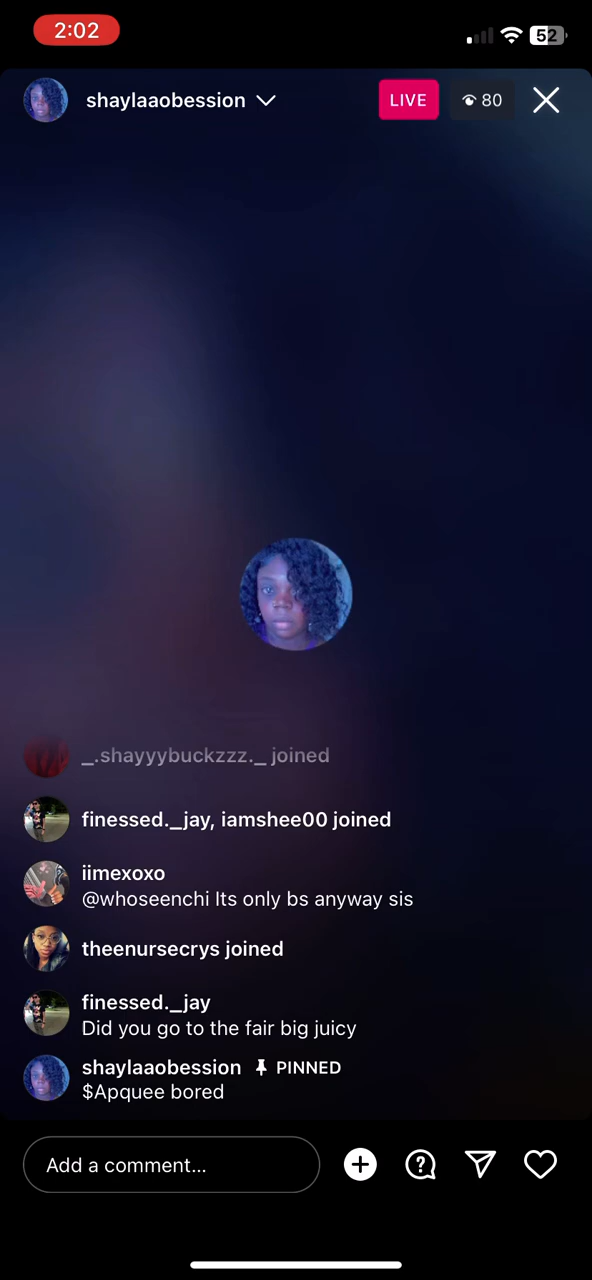 2:02
52
shaylaaobession
LIVE
80
_.shayyybuckzzz._ joined
finessed._jay, iamshee00 joined
iimexoxo
@whoseenchi Its only bs anyway sis
theenursecrys joined
finessed._jay
Did you go to the fair big juicy
shaylaaobession PINNED
$Apquee bored
Add a comment...